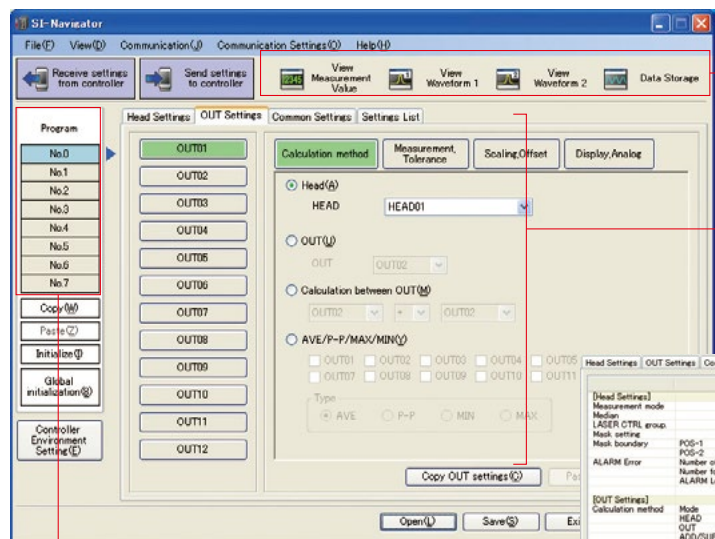 SI-Navigator
File(F) View(D) Communication(J) Communication Settings(O) Help(H)
Receive settings from controller
Send settings to controller
View Measurement Value
View Waveform 1
View Waveform 2
Data Storage
Program
No.0
No.1
No.2
No.3
No.4
No.5
No.6
No.7
Copy(W)
Paste(Z)
Initialize(I)
Global initialization(R)
Controller Environment Setting(E)
Head Settings OUT Settings Common Settings Settings List
OUT01
OUT02
OUT03
OUT04
OUT05
OUT06
OUT07
OUT08
OUT09
OUT10
OUT11
OUT12
Calculation method
Measurement, Tolerance
Scaling,Offset
Display,Analog
Head(A)
HEAD HEAD01
OUT(U)
OUT OUT02
Calculation between OUT(M)
OUT02 + OUT02
AVE/P-P/MAX/MIN(Y)
OUT01 OUT02 OUT03 OUT04 OUT05
OUT07 OUT08 OUT09 OUT10 OUT11
Type
AVE P-P MIN MAX
Copy OUT settings(C)
Open(L) Save(S)
Head Settings OUT Settings
[Head Settings]
Measurement mode
Median
LASER CTRL group
Mask setting
Mask boundary POS-1
POS-2
ALARM Error Number
Number
ALARM
[OUT Settings]
Calculation method Mode
HEAD
OUT